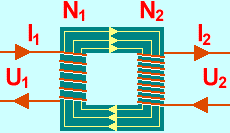 N₁ N₂
I₁ I₂
U₁ U₂